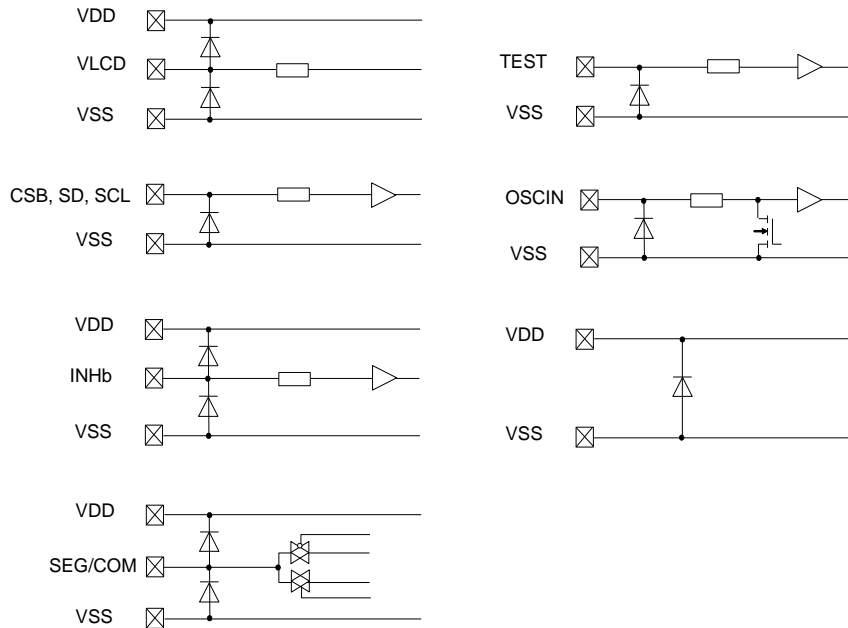 VDD
VLCD
VSS
CSB, SD, SCL
VSS
VDD
INHb
VSS
VDD
SEG/COM
VSS
TEST
VSS
OSCIN
VSS
VDD
VSS